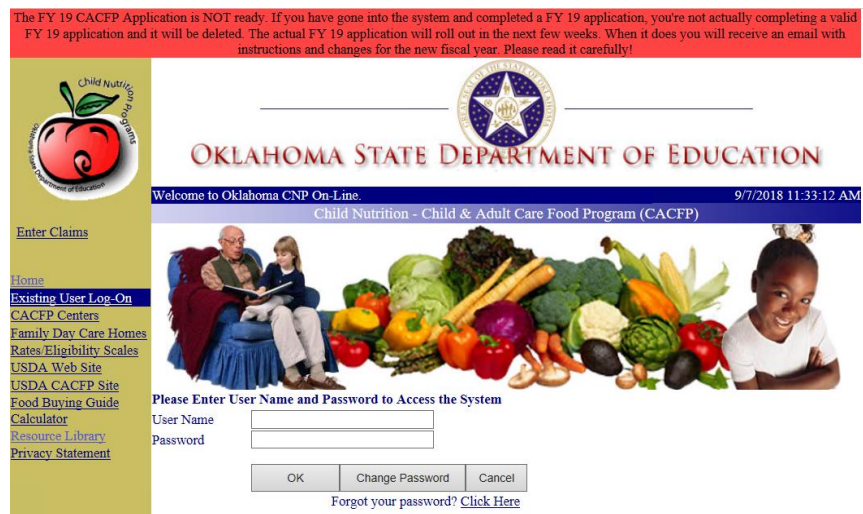 The FY 19 CACFP Application is NOT ready. If you have gone into the system and completed a FY 19 application, you're not actually completing a valid
FY 19 application and it will be deleted. The actual FY 19 application will roll out in the next few weeks. When it does you will receive an email with
instructions and changes for the new fiscal year. Please read it carefully!
Child Nutrition Programs
Oklahoma State Department of Education
GREAT SEAL OF THE STATE OF OKLAHOMA
OKLAHOMA STATE DEPARTMENT OF EDUCATION
Welcome to Oklahoma CNP On-Line. 9/7/2018 11:33:12 AM
Child Nutrition - Child & Adult Care Food Program (CACFP)
Enter Claims
Home
Existing User Log-On
CACFP Centers
Family Day Care Homes
Rates/Eligibility Scales
USDA Web Site
USDA CACFP Site
Food Buying Guide
Calculator
Resource Library
Privacy Statement
Please Enter User Name and Password to Access the System
User Name
Password
OK Change Password Cancel
Forgot your password? Click Here